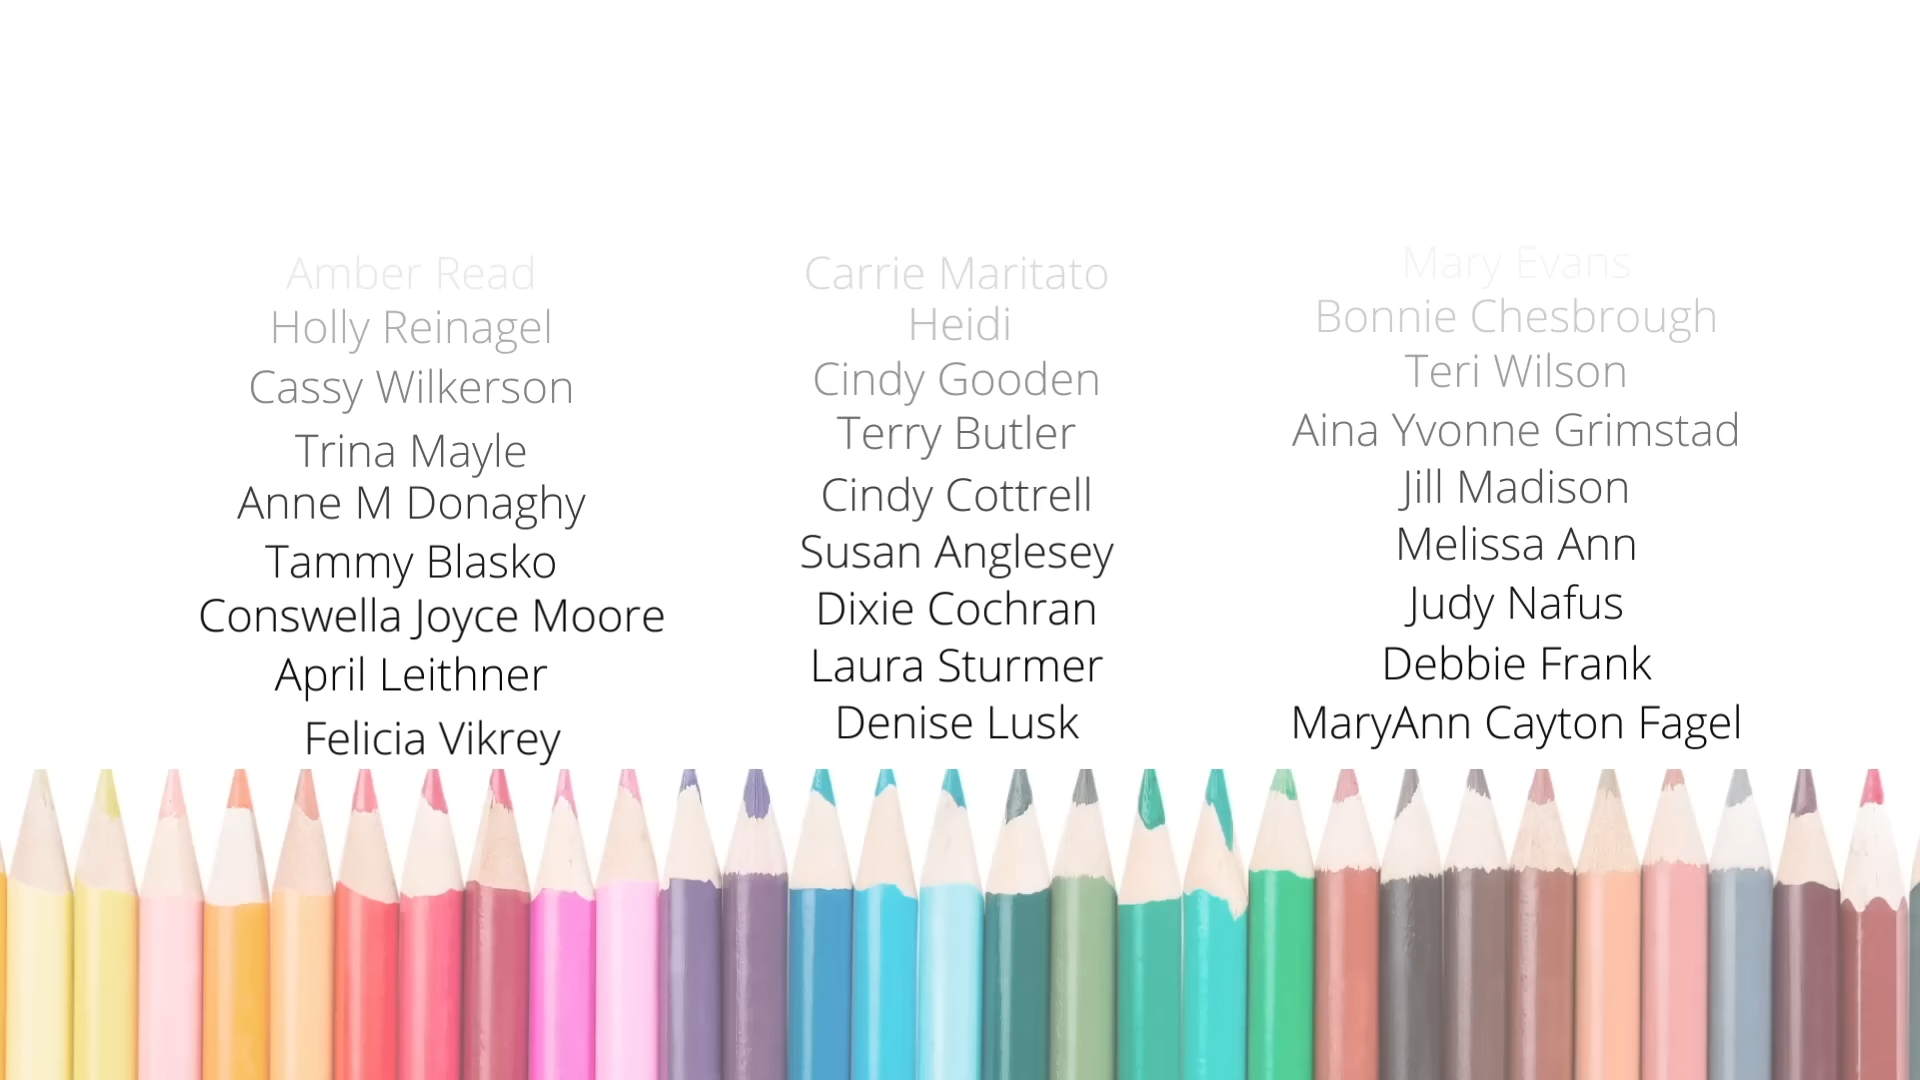 Amber Read
Holly Reinagel
Cassy Wilkerson
Trina Mayle
Anne M Donaghy
Tammy Blasko
Conswella Joyce Moore
April Leithner
Felicia Vikrey
Carrie Maritato
Heidi
Cindy Gooden
Terry Butler
Cindy Cottrell
Susan Anglesey
Dixie Cochran
Laura Sturmer
Denise Lusk
Mary Evans
Bonnie Chesbrough
Teri Wilson
Aina Yvonne Grimstad
Jill Madison
Melissa Ann
Judy Nafus
Debbie Frank
MaryAnn Cayton Fagel